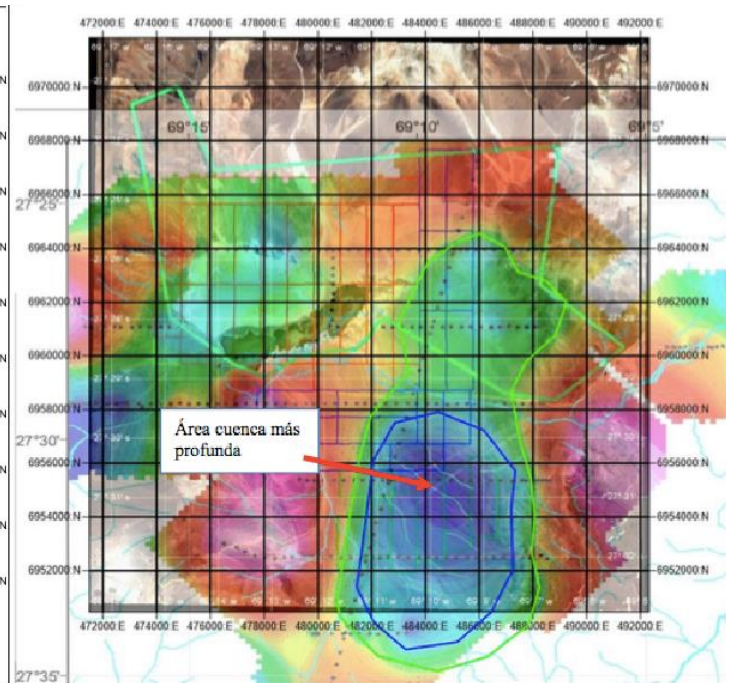 472000:E 474000:E 476000:E 478000:E 480000:E 482000:E 484000:E 486000:E 488000:E 490000:E 492000:E
6970000:N 6970000:N
6968000:N 69°15' 69°10' 69°5' 6968000:N
6966000:N 6966000:N
27°25'
6964000:N 6964000:N
6962000:N 6962000:N
6960000:N 6960000:N
6958000:N 6958000:N
Área cuenca más
profunda
27°30'
6956000:N 6956000:N
6954000:N 6954000:N
6952000:N 6952000:N
472000:E 474000:E 476000:E 478000:E 480000:E 482000:E 484000:E 486000:E 488000:E 490000:E 492000:E
27°35'